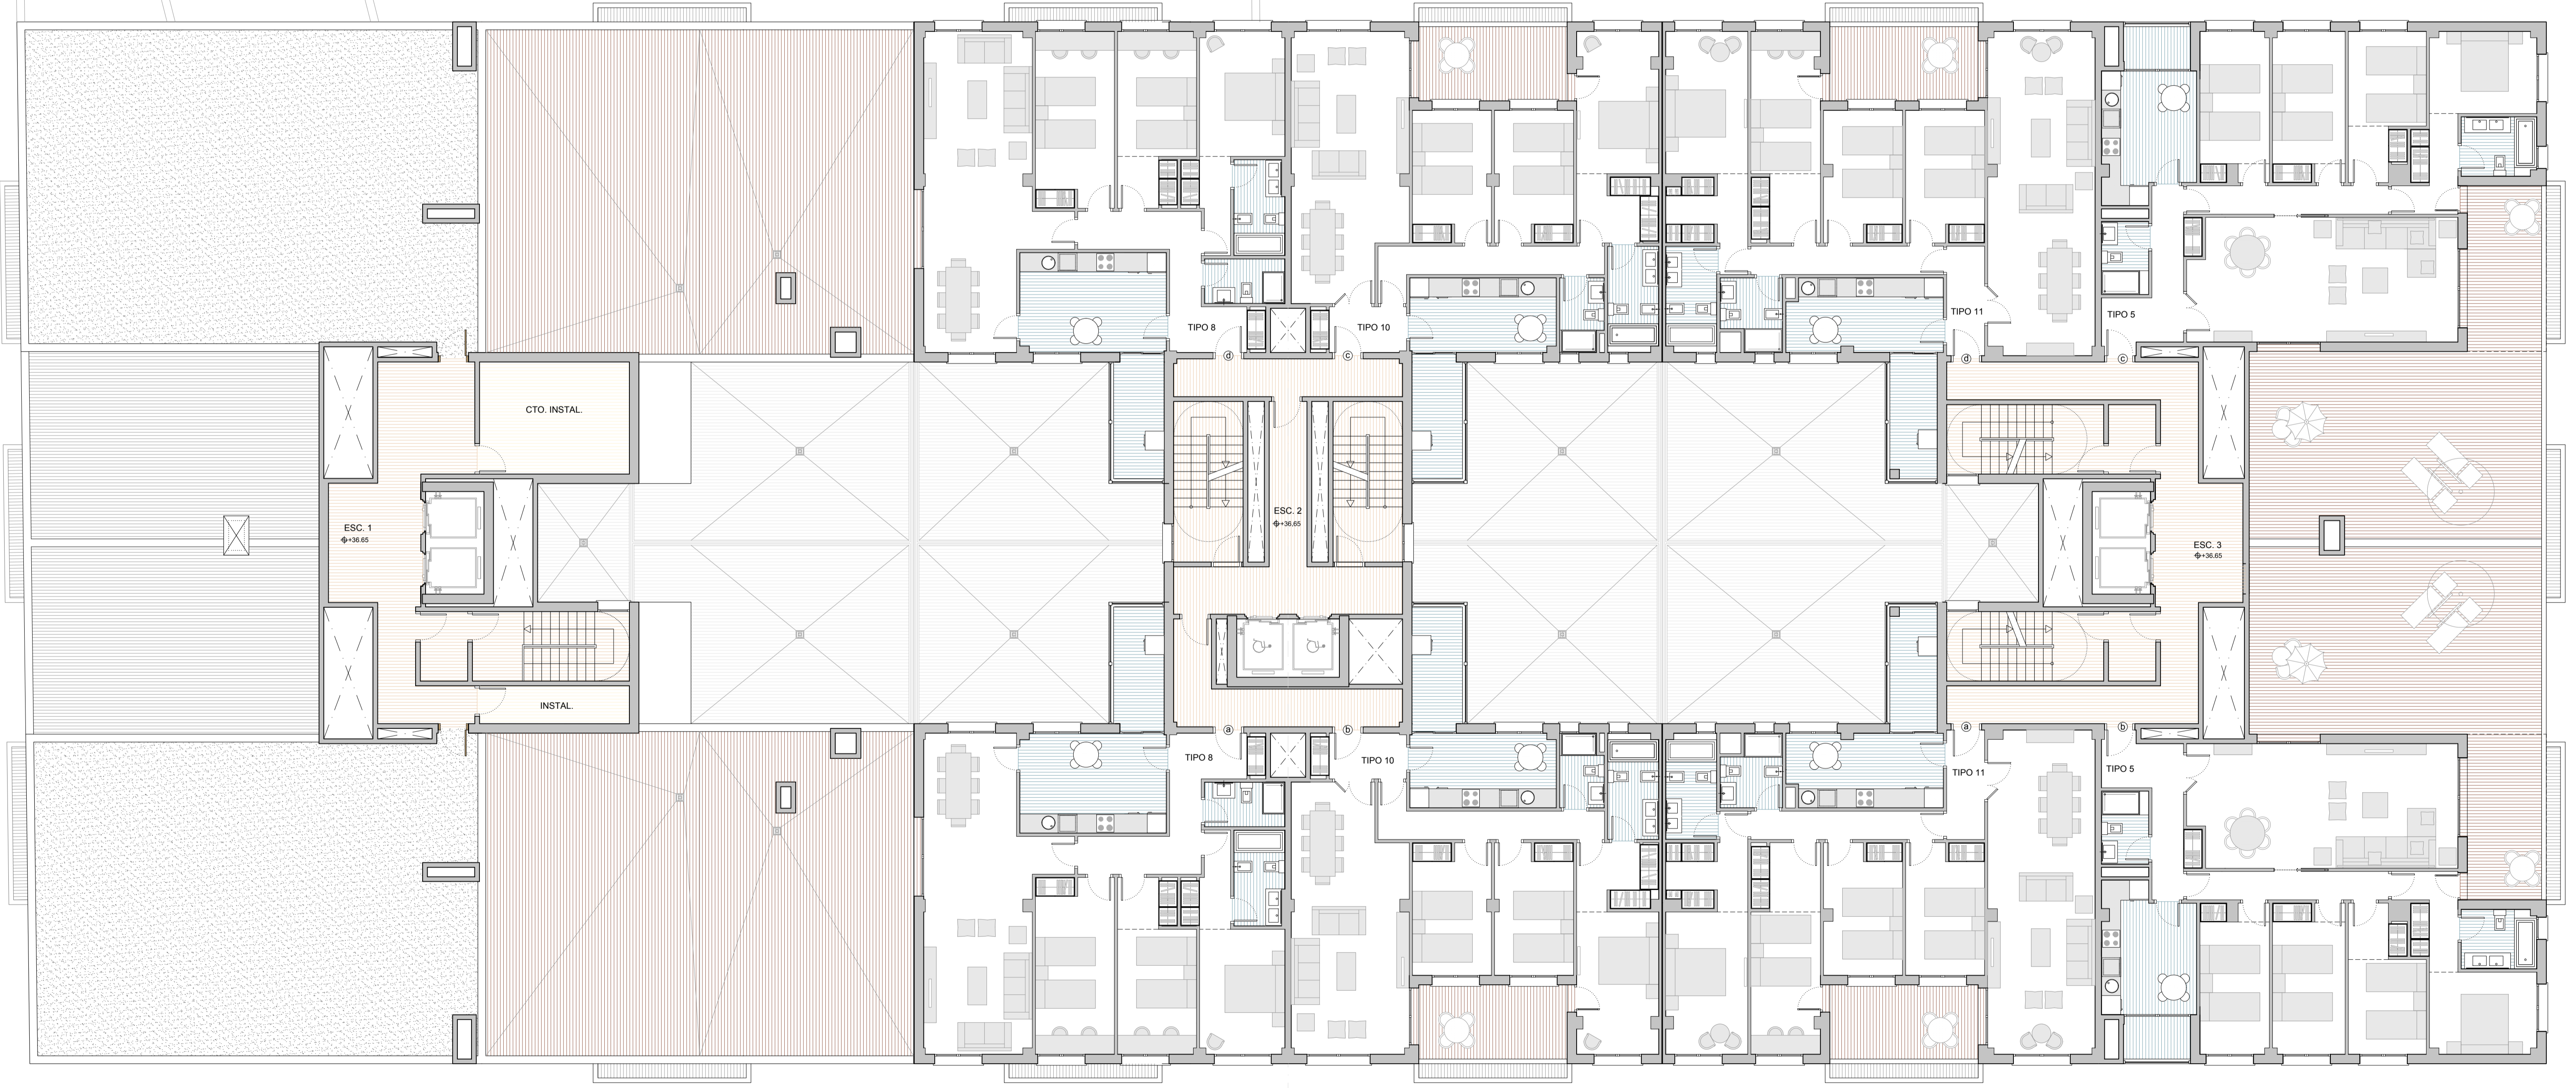 TIPO 8
TIPO 10
TIPO 11
TIPO 5
d
c
d
c
CTO. INSTAL.
ESC. 1
+36.65
ESC. 2
+36.65
ESC. 3
+36.65
INSTAL.
a
b
a
b
TIPO 8
TIPO 10
TIPO 11
TIPO 5